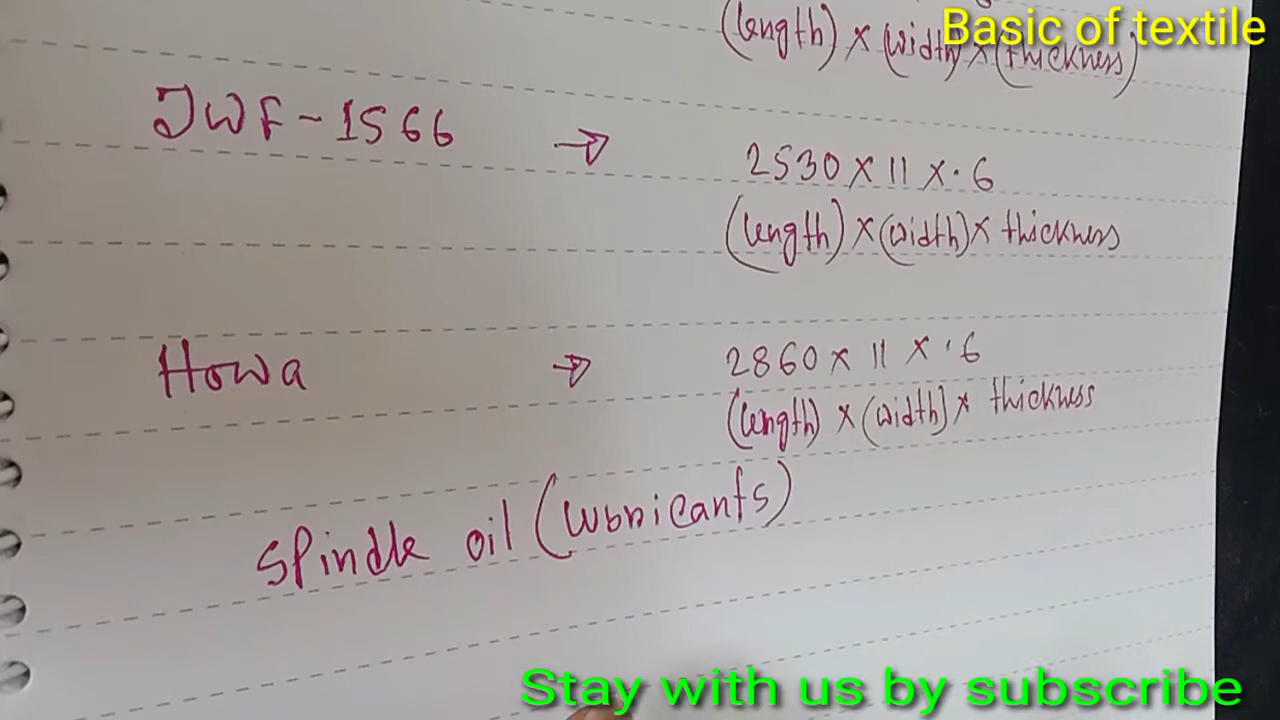 Basic of textile
(length) × (width) × (thickness)
JWF-1566 → 2530 × 11 × .6
(length) × (width) × thickness
Howa → 2860 × 11 × .6
(length) × (width) × thickness
Spindle oil (lubricants)
Stay with us by subscribe